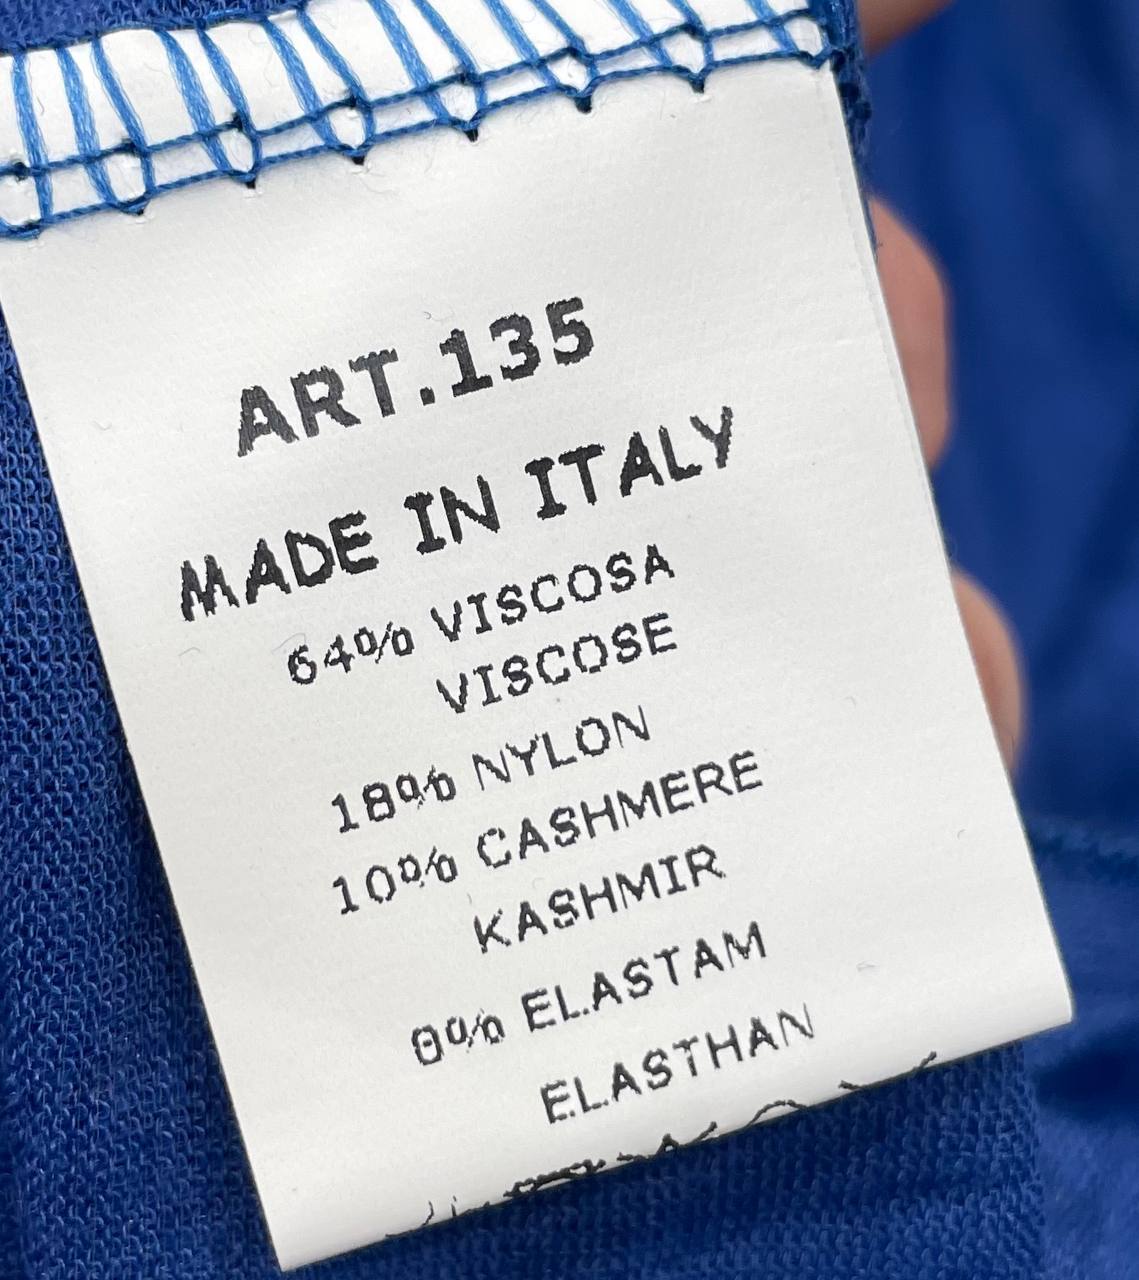 ART.135
MADE IN ITALY
64% VISCOSA
VISCOSE
18% NYLON
10% CASHMERE
KASHMIR
8% ELASTAM
ELASTHAN